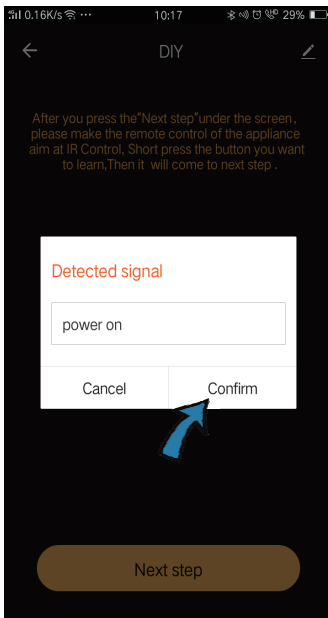 0.16K/s ··· 10:17 29%
DIY
After you press the"Next step"under the screen,
please make the remote control of the appliance
aim at IR Control, Short press the button you want
to learn,Then it will come to next step .
Detected signal
power on
Cancel Confirm
Next step